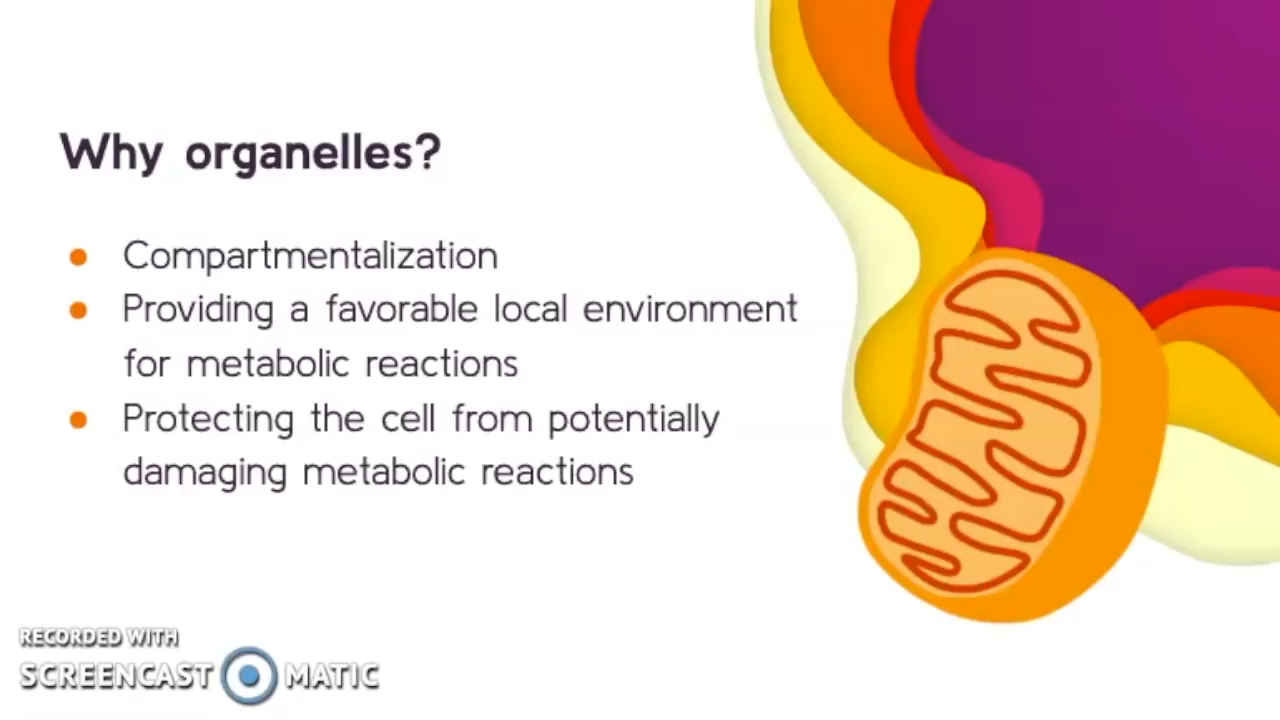 Why organelles?
Compartmentalization
Providing a favorable local environment
for metabolic reactions
Protecting the cell from potentially
damaging metabolic reactions
RECORDED WITH
SCREENCAST MATIC